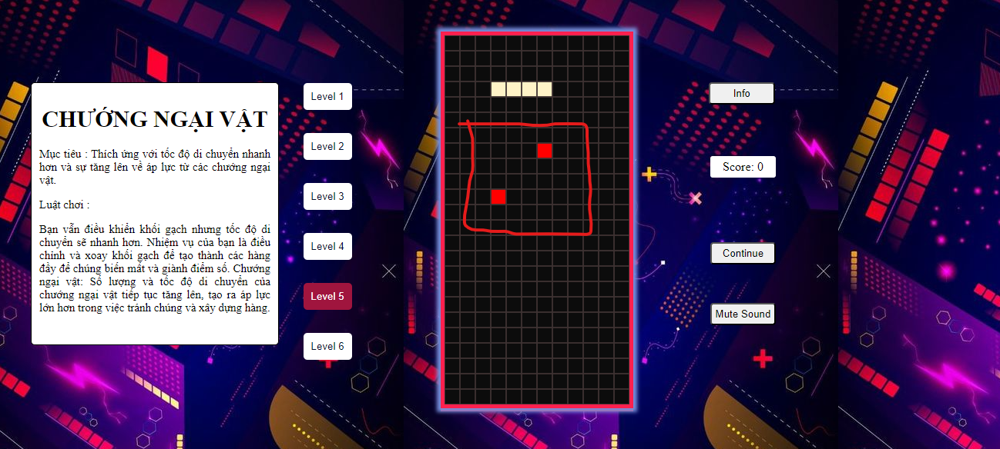 CHƯỚNG NGẠI VẬT
Mục tiêu : Thích ứng với tốc độ di chuyển nhanh
hơn và sự tăng lên về áp lực từ các chướng ngại
vật.
Luật chơi :
Bạn vẫn điều khiển khối gạch nhưng tốc độ di
chuyển sẽ nhanh hơn. Nhiệm vụ của bạn là điều
chỉnh và xoay khối gạch để tạo thành các hàng
đầy để chúng biến mất và giành điểm số. Chướng
ngại vật: Số lượng và tốc độ di chuyển của
chướng ngại vật tiếp tục tăng lên, tạo ra áp lực
lớn hơn trong việc tránh chúng và xây dựng hàng.
Level 1
Level 2
Level 3
Level 4
Level 5
Level 6
Info
Score: 0
Continue
Mute Sound